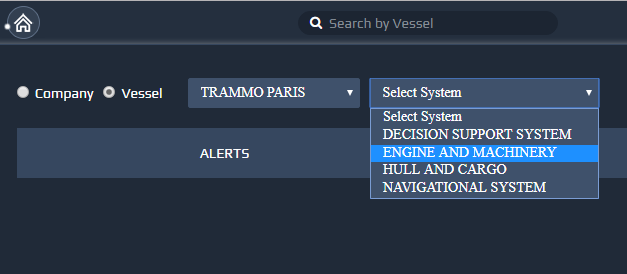 Search by Vessel
Company Vessel TRAMMO PARIS Select System
Select System
DECISION SUPPORT SYSTEM
ENGINE AND MACHINERY
HULL AND CARGO
NAVIGATIONAL SYSTEM
ALERTS